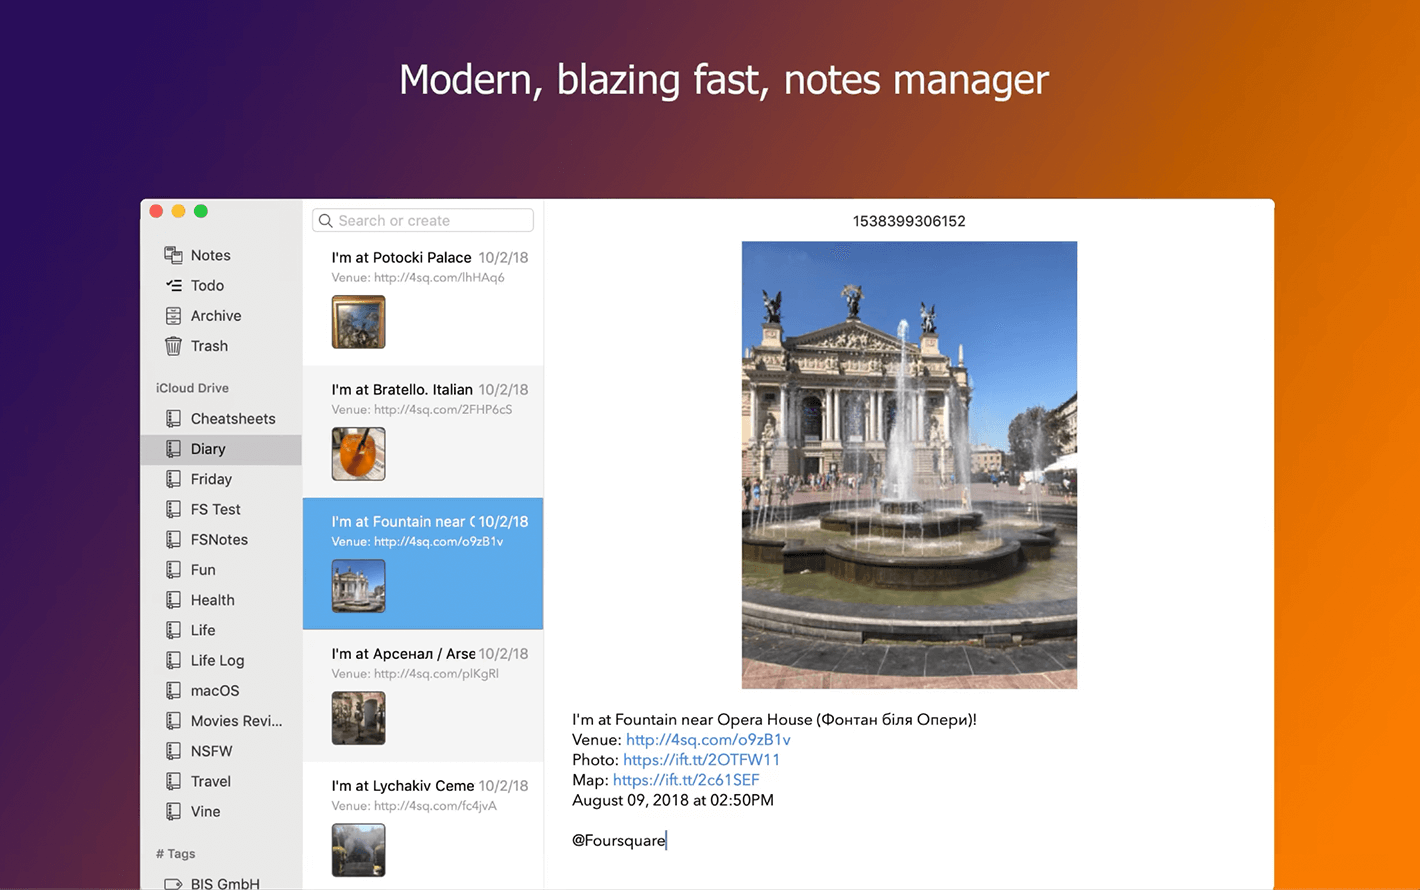 Modern, blazing fast, notes manager
Notes
Todo
Archive
Trash
iCloud Drive
Cheatsheets
Diary
Friday
FS Test
FSNotes
Fun
Health
Life
Life Log
macOS
Movies Revi...
NSFW
Travel
Vine
# Tags
BIS GmbH
Search or create
I'm at Potocki Palace 10/2/18
Venue: http://4sq.com/lhHAq6
I'm at Bratello. Italian 10/2/18
Venue: http://4sq.com/2FHP6cS
I'm at Fountain near 10/2/18
Venue: http://4sq.com/o9zB1v
I'm at Арсенал / Arse 10/2/18
Venue: http://4sq.com/plKgRl
I'm at Lychakiv Ceme 10/2/18
Venue: http://4sq.com/fc4jvA
1538399306152
I'm at Fountain near Opera House (Фонтан біля Опери)!
Venue: http://4sq.com/o9zB1v
Photo: https://ift.tt/2OTFW11
Map: https://ift.tt/2c61SEF
August 09, 2018 at 02:50PM
@Foursquare